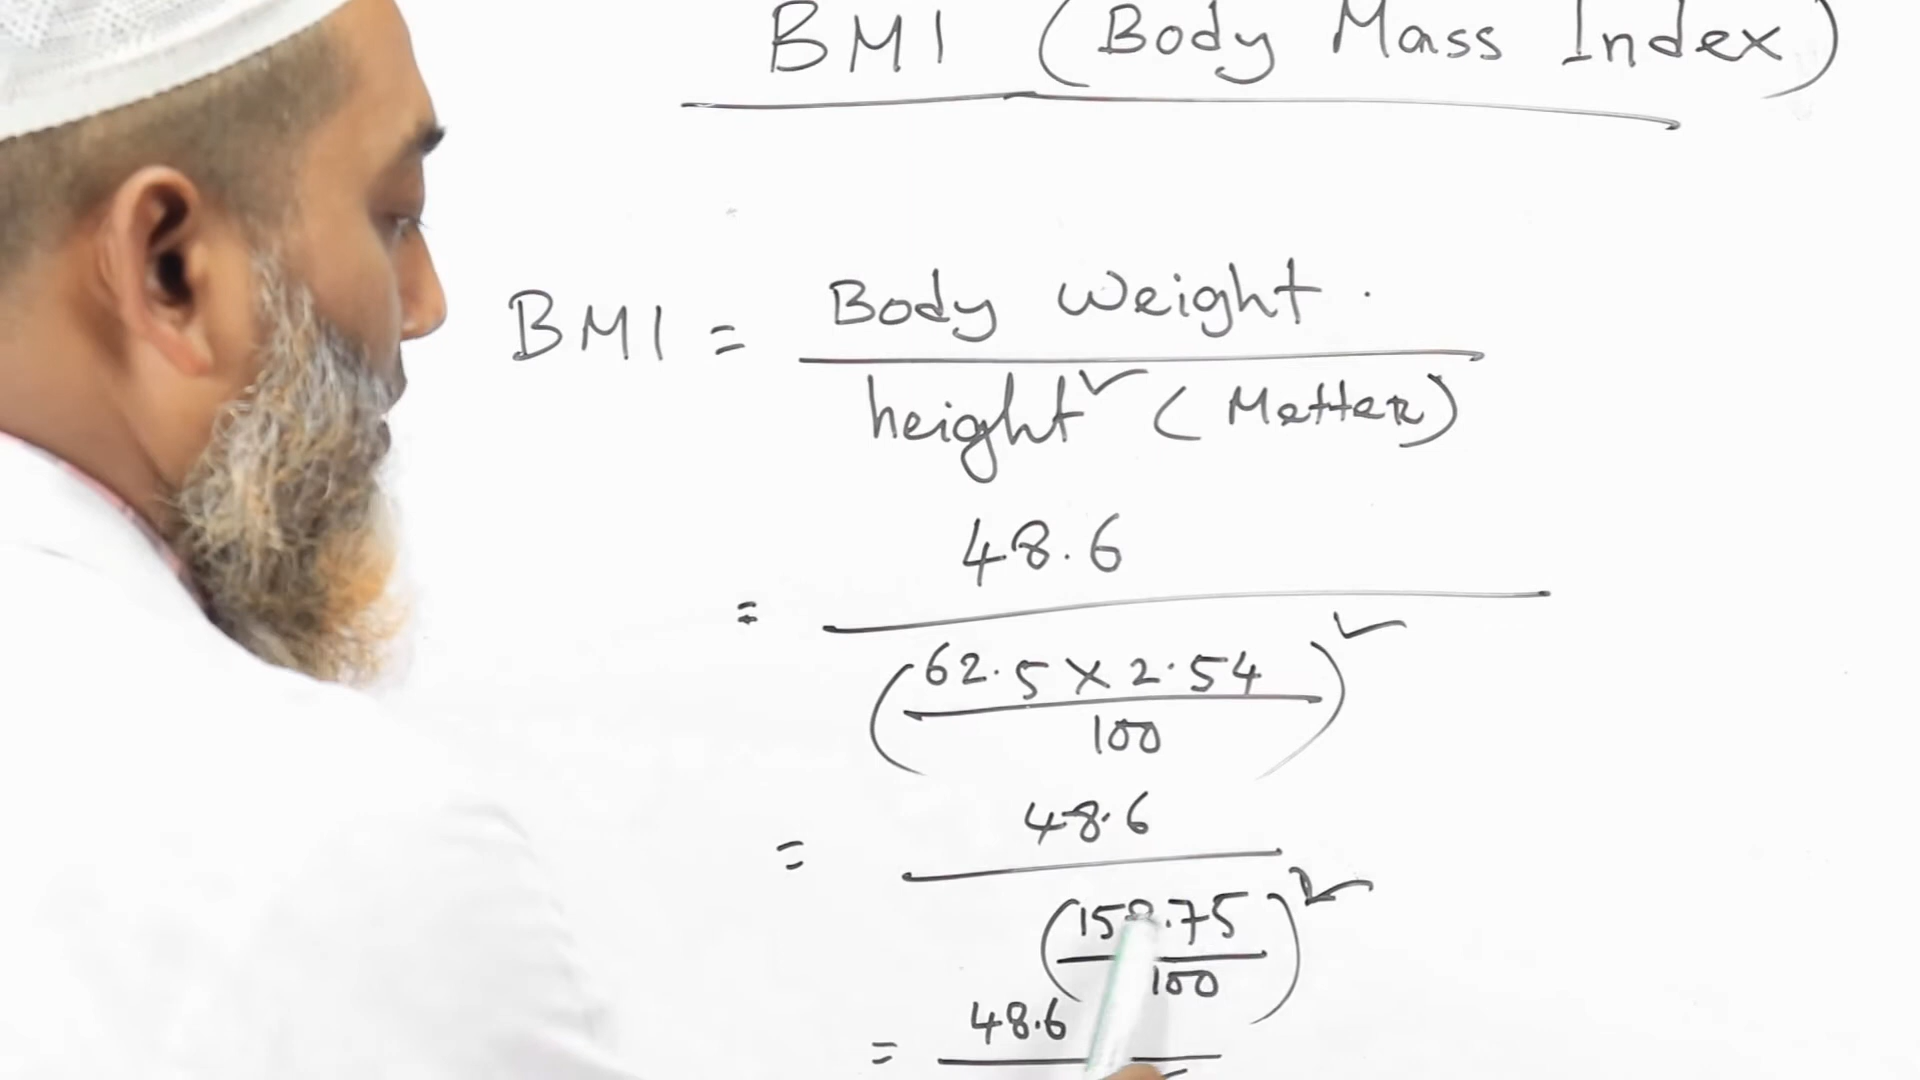 BMI (Body Mass Index)
BMI = Body Weight.
height² (Metter)
= 48.6
(62.5 × 2.54
100)²
= 48.6
(158.75
100)²
= 48.6